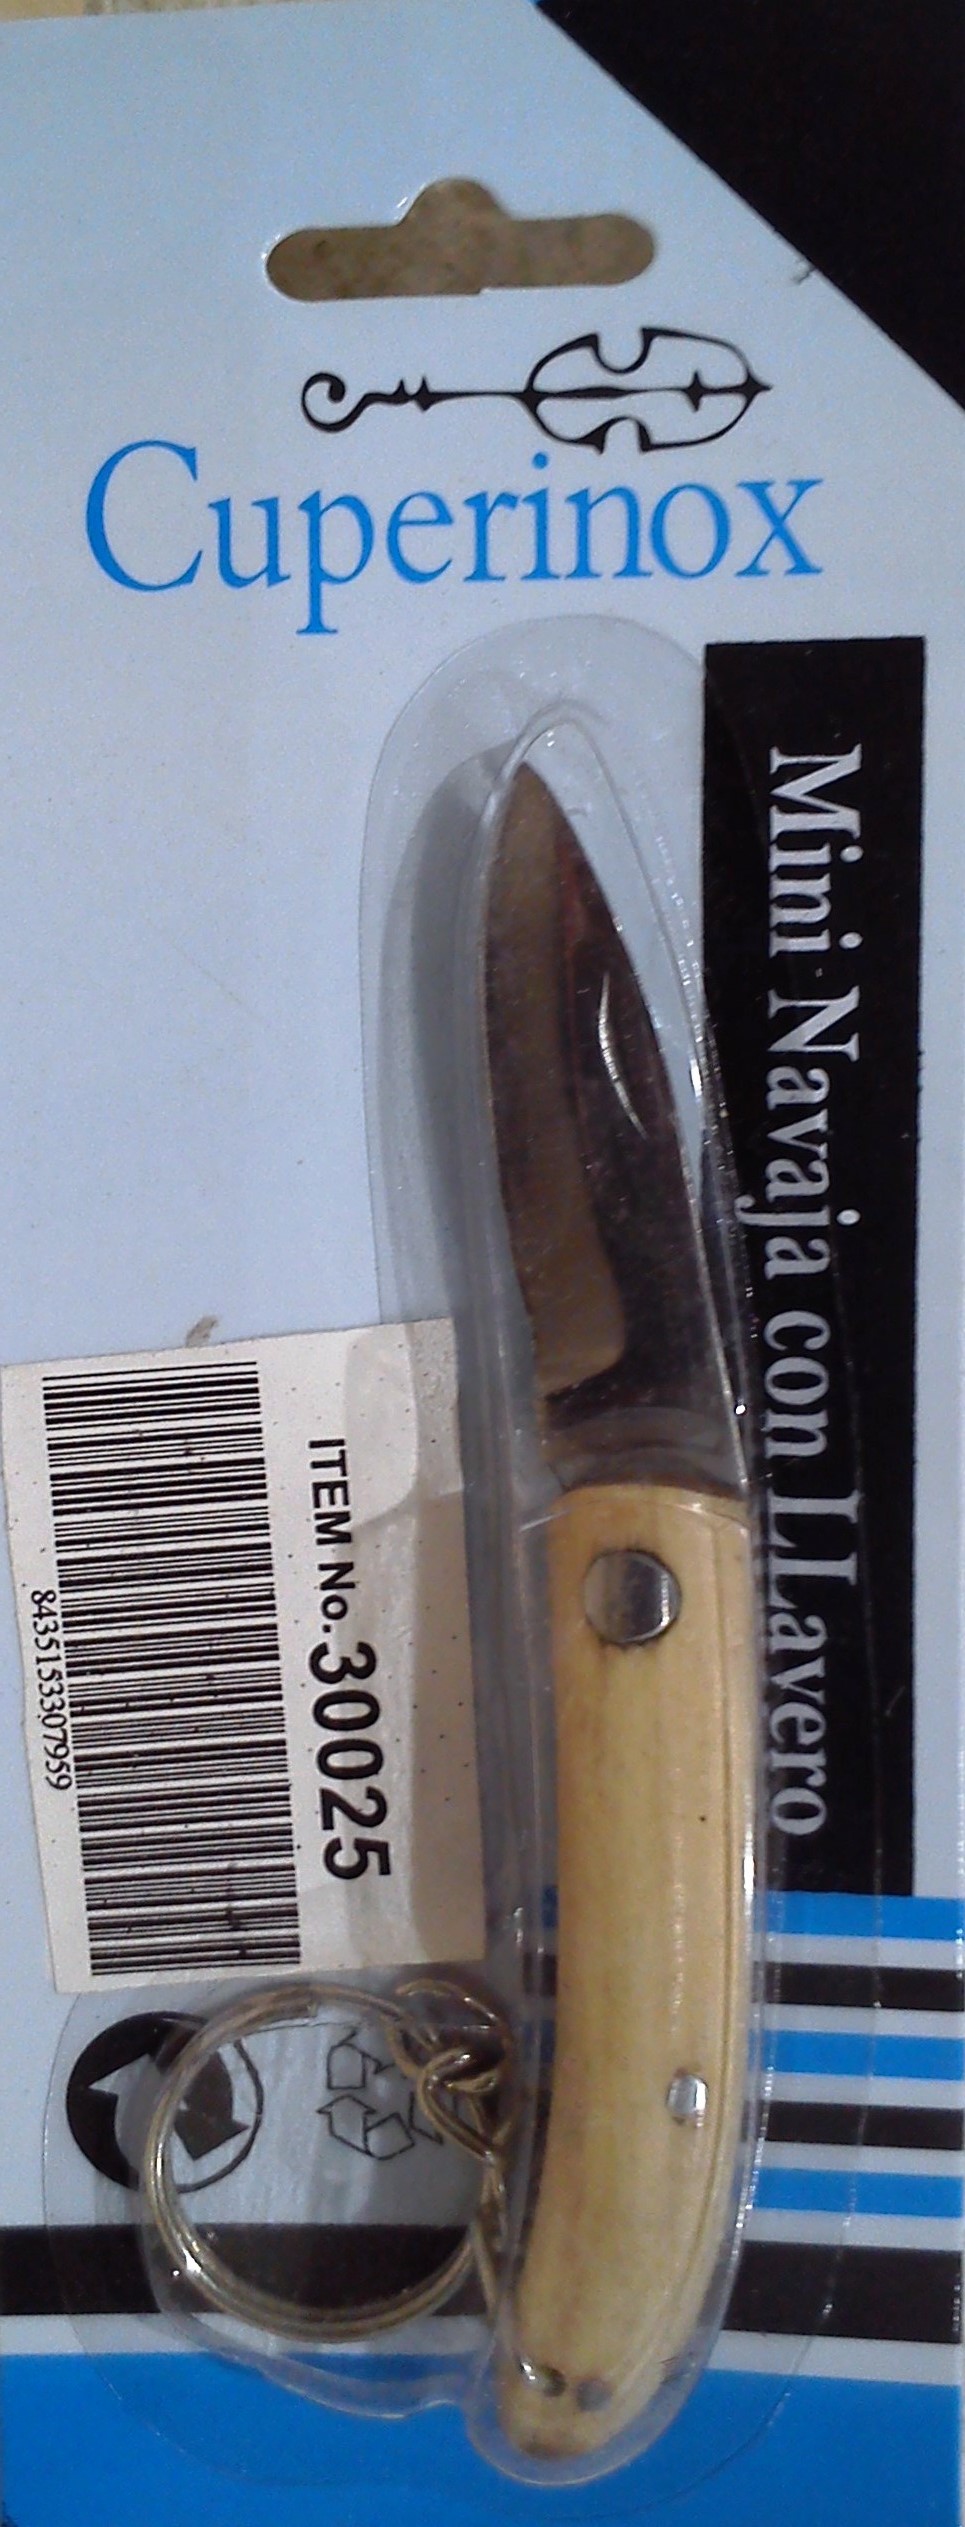 Cuperinox
Mini Navaja con LLavero
ITEM No.30025
8435153307959